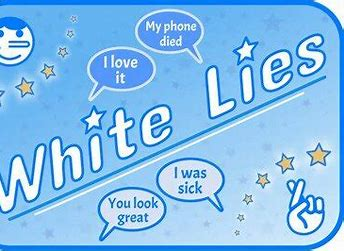 My phone
died
I love
it
White Lies
I was
sick
You look
great